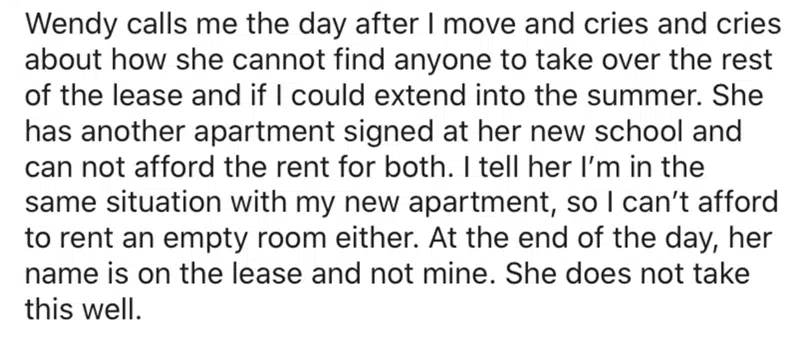 Wendy calls me the day after I move and cries and cries
about how she cannot find anyone to take over the rest
of the lease and if I could extend into the summer. She
has another apartment signed at her new school and
can not afford the rent for both. I tell her I’m in the
same situation with my new apartment, so I can’t afford
to rent an empty room either. At the end of the day, her
name is on the lease and not mine. She does not take
this well.